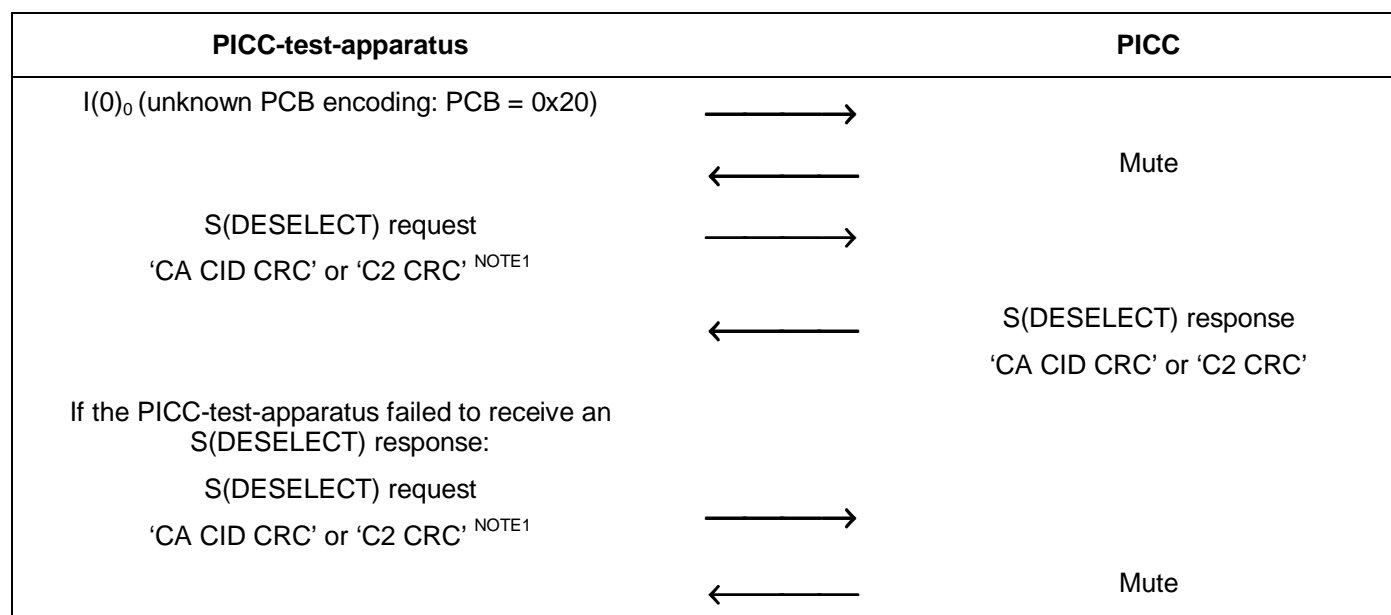 PICC-test-apparatus PICC
I(0)₀ (unknown PCB encoding: PCB = 0x20)
Mute
S(DESELECT) request
‘CA CID CRC’ or ‘C2 CRC’ NOTE1
S(DESELECT) response
‘CA CID CRC’ or ‘C2 CRC’
If the PICC-test-apparatus failed to receive an
S(DESELECT) response:
S(DESELECT) request
‘CA CID CRC’ or ‘C2 CRC’ NOTE1
Mute